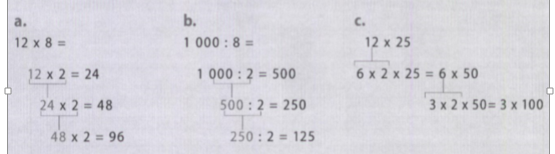 a.
12 x 8 =
12 x 2 = 24
24 x 2 = 48
48 x 2 = 96
b.
1 000 : 8 =
1 000 : 2 = 500
500 : 2 = 250
250 : 2 = 125
c.
12 x 25
6 x 2 x 25 = 6 x 50
3 x 2 x 50= 3 x 100